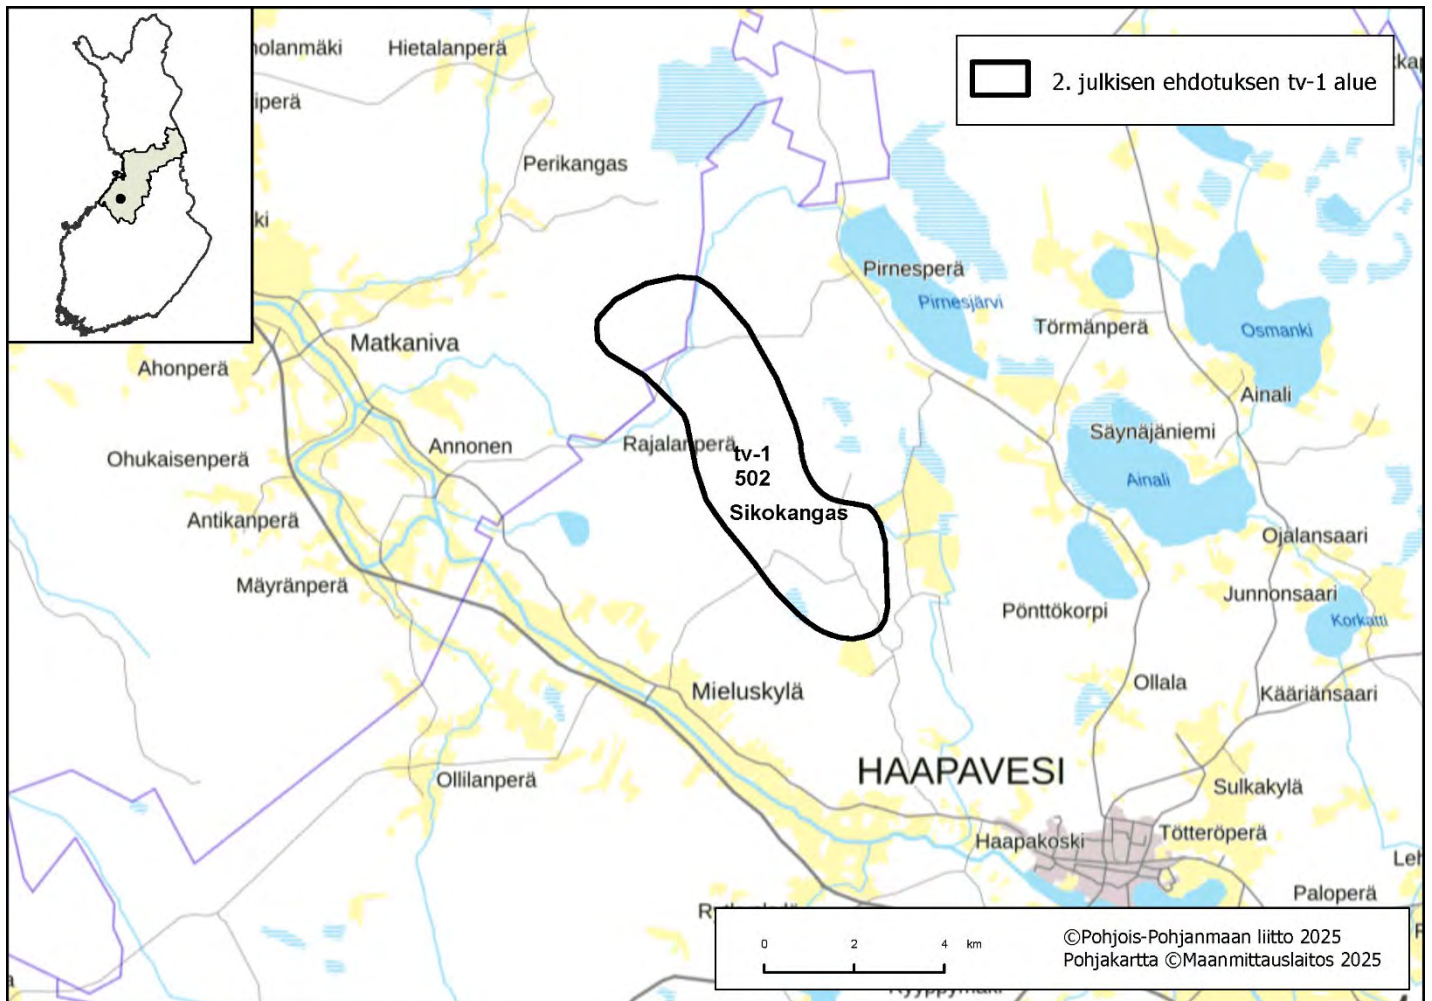 Hietalanperä
2. julkisen ehdotuksen tv-1 alue
Perikangas
Pirnesperä
Pirnesjärvi
Törmänperä
Osmanki
Matkaniva
Ahonperä
Ainali
Säynäjäniemi
Annonen
Rajalanperä
tv-1
502
Sikokangas
Ohukaisenperä
Ainali
Antikanperä
Ojalansaari
Mäyränperä
Junnonsaari
Pönttökorpi
Korkatti
Mieluskylä
Ollala
Kääriänsaari
HAAPAVESI
Ollilanperä
Sulkakylä
Haapakoski
Tötteröperä
Paloperä
0 2 4 km
©Pohjois-Pohjanmaan liitto 2025
Pohjakartta ©Maanmittauslaitos 2025